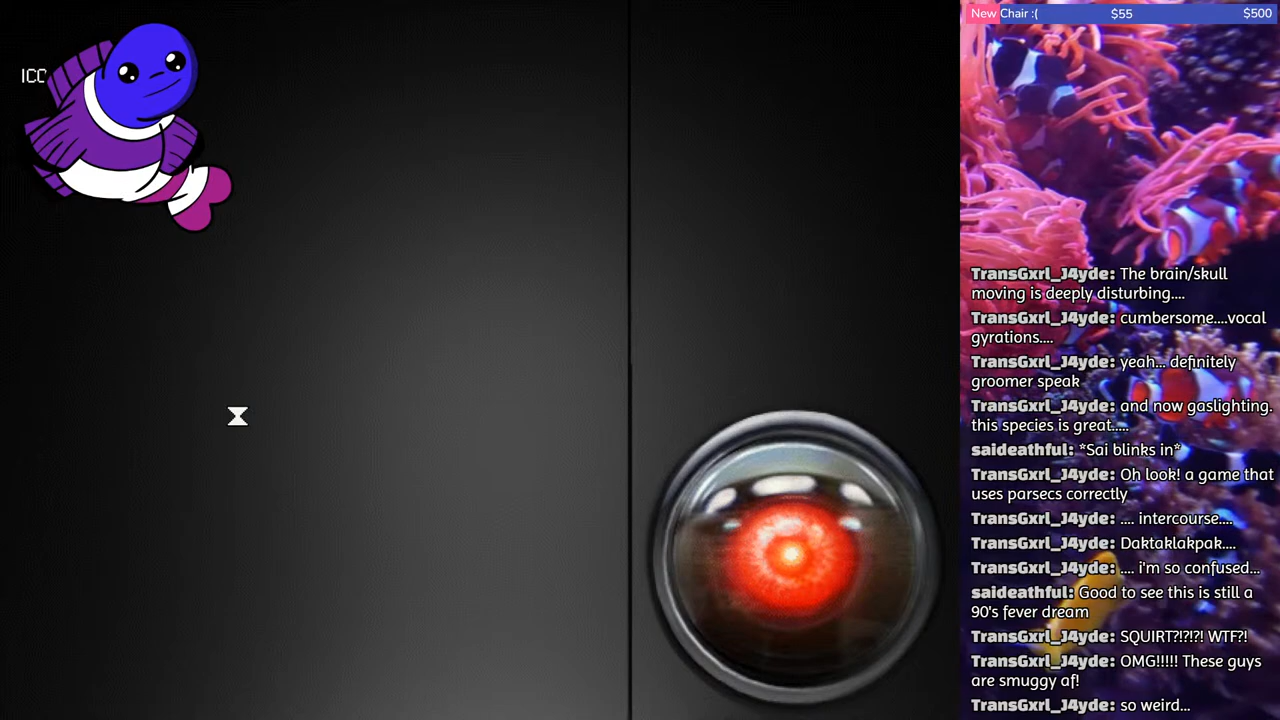 ICO
New Chair :( $55 $500
TransGxrl_J4yde: The brain/skull
moving is deeply disturbing....
TransGxrl_J4yde: cumbersome....vocal
gyrations....
TransGxrl_J4yde: yeah... definitely
groomer speak
TransGxrl_J4yde: and now gaslighting.
this species is great.....
saideathful: *Sai blinks in*
TransGxrl_J4yde: Oh look! a game that
uses parsecs correctly
TransGxrl_J4yde: .... intercourse....
TransGxrl_J4yde: Daktaklakpak....
TransGxrl_J4yde: .... i'm so confused...
saideathful: Good to see this is still a
90's fever dream
TransGxrl_J4yde: SQUIRT?!?!?! WTF?!
TransGxrl_J4yde: OMG!!!!! These guys
are smuggy af!
TransGxrl_J4yde: so weird...